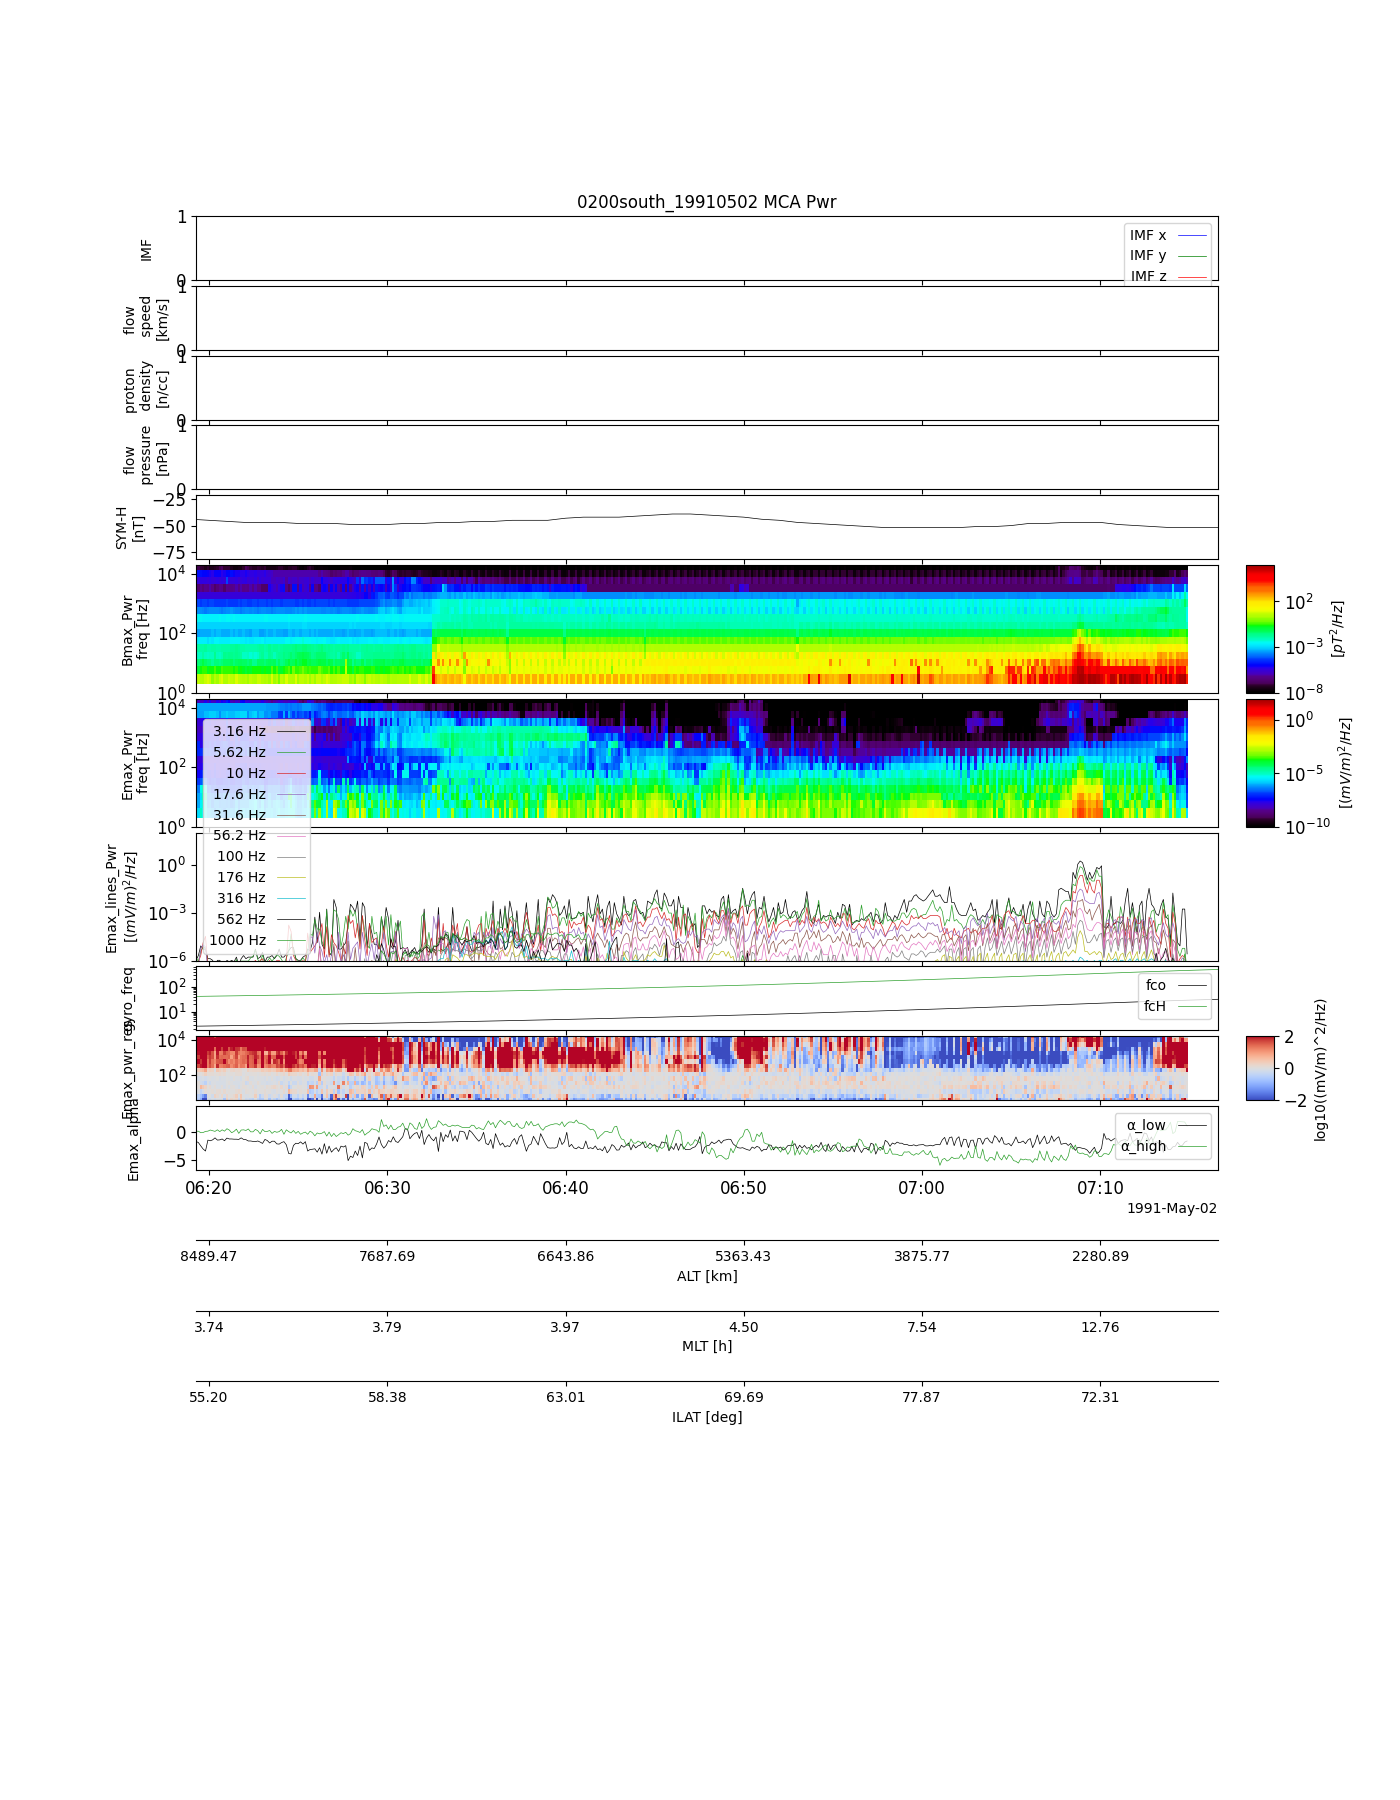 0200south_19910502 MCA Pwr
1
0
IMF
IMF x
IMF y
IMF z
1
0
flow
speed
[km/s]
1
0
proton
density
[n/cc]
1
0
flow
pressure
[nPa]
−25
−50
−75
SYM-H
[nT]
10^4
10^2
10^0
Bmax_Pwr
freq [Hz]
10^2
10^−3
10^−8
[pT^2/Hz]
10^4
10^2
10^0
Emax_Pwr
freq [Hz]
10^0
10^−5
10^−10
[(mV/m)^2/Hz]
3.16 Hz
5.62 Hz
10 Hz
17.6 Hz
31.6 Hz
56.2 Hz
100 Hz
176 Hz
316 Hz
562 Hz
1000 Hz
10^0
10^−3
10^−6
Emax_lines_Pwr
[(mV/m)^2/Hz]
10^2
10^1
gyro_freq
fco
fcH
10^4
10^2
Emax_pwr_reg
2
0
−2
log10((mV/m)^2/Hz)
0
−5
Emax_alpha
α_low
α_high
06:20 06:30 06:40 06:50 07:00 07:10
1991-May-02
8489.47 7687.69 6643.86 5363.43 3875.77 2280.89
ALT [km]
3.74 3.79 3.97 4.50 7.54 12.76
MLT [h]
55.20 58.38 63.01 69.69 77.87 72.31
ILAT [deg]